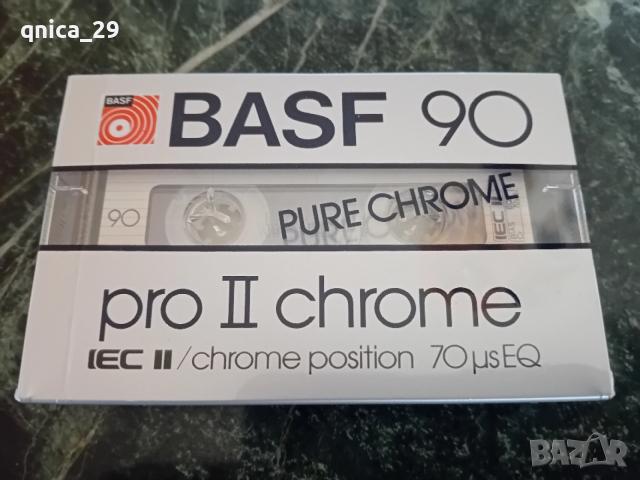 qnica_29
BASF
BASF 90
90
PURE CHROME
IEC II
pro II chrome
IEC II / chrome position 70 µs EQ
BAZAR